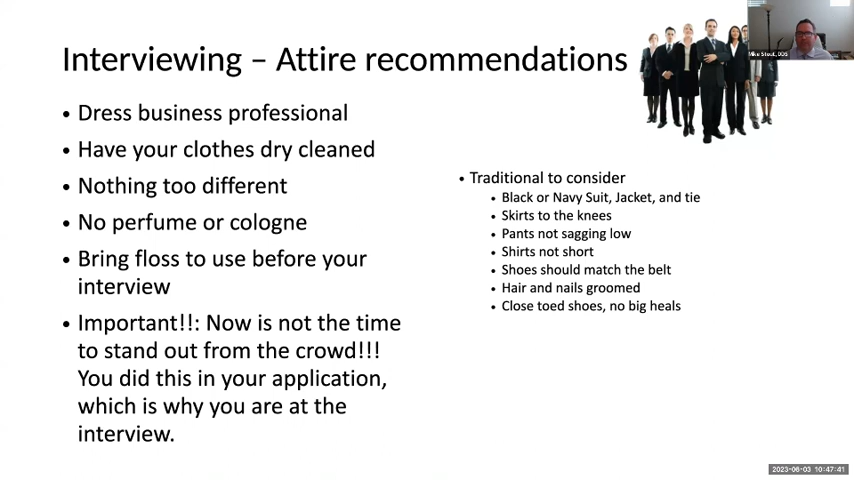 Interviewing – Attire recommendations
• Dress business professional
• Have your clothes dry cleaned
• Nothing too different
• No perfume or cologne
• Bring floss to use before your
interview
• Important!!: Now is not the time
to stand out from the crowd!!!
You did this in your application,
which is why you are at the
interview.
• Traditional to consider
• Black or Navy Suit, Jacket, and tie
• Skirts to the knees
• Pants not sagging low
• Shirts not short
• Shoes should match the belt
• Hair and nails groomed
• Close toed shoes, no big heals
Mike Stout, DDS
2023-06-03 10:47:41